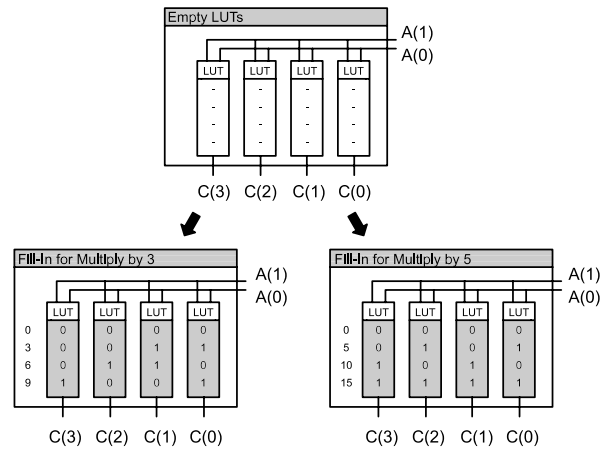 Empty LUTs
A(1)
A(0)
LUT LUT LUT LUT
- - - -
- - - -
- - - -
- - - -
C(3) C(2) C(1) C(0)
Fill-In for Multiply by 3
A(1)
A(0)
LUT LUT LUT LUT
0 0 0 0 0
3 0 0 1 1
6 0 1 1 0
9 1 0 0 1
C(3) C(2) C(1) C(0)
Fill-In for Multiply by 5
A(1)
A(0)
LUT LUT LUT LUT
0 0 0 0 0
5 0 1 0 1
10 1 0 1 0
15 1 1 1 1
C(3) C(2) C(1) C(0)